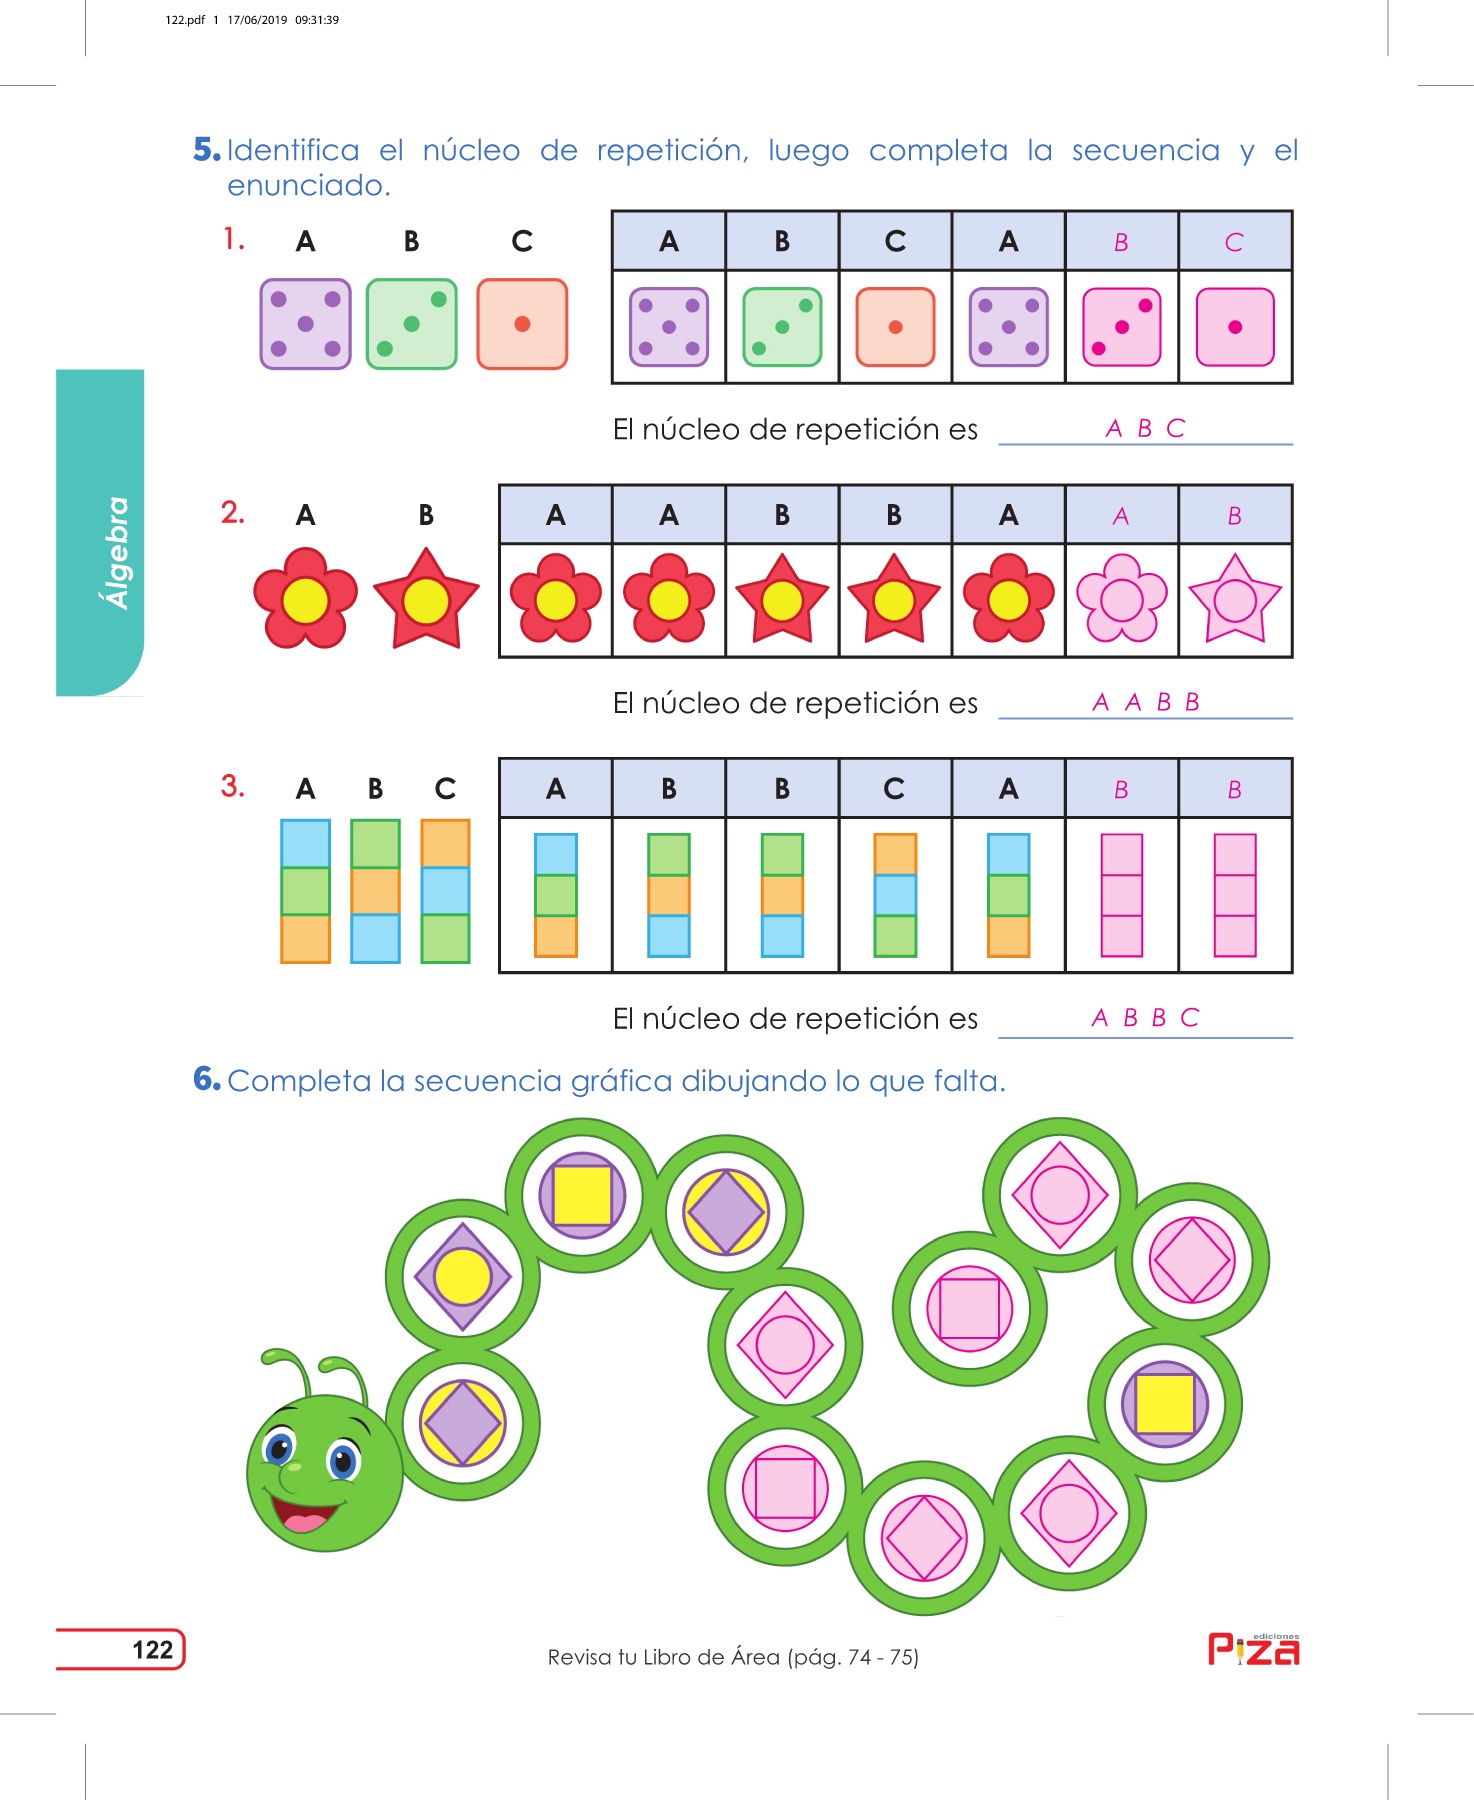 122.pdf 1 17/06/2019 09:31:39
5. Identifica el núcleo de repetición, luego completa la secuencia y el
enunciado.
1. A B C
A B C A B C
El núcleo de repetición es A B C
2. A B
A A B B A A B
El núcleo de repetición es A A B B
3. A B C
A B B C A B B
El núcleo de repetición es A B B C
6. Completa la secuencia gráfica dibujando lo que falta.
Álgebra
122
Revisa tu Libro de Área (pág. 74 - 75)
ediciones
Piza